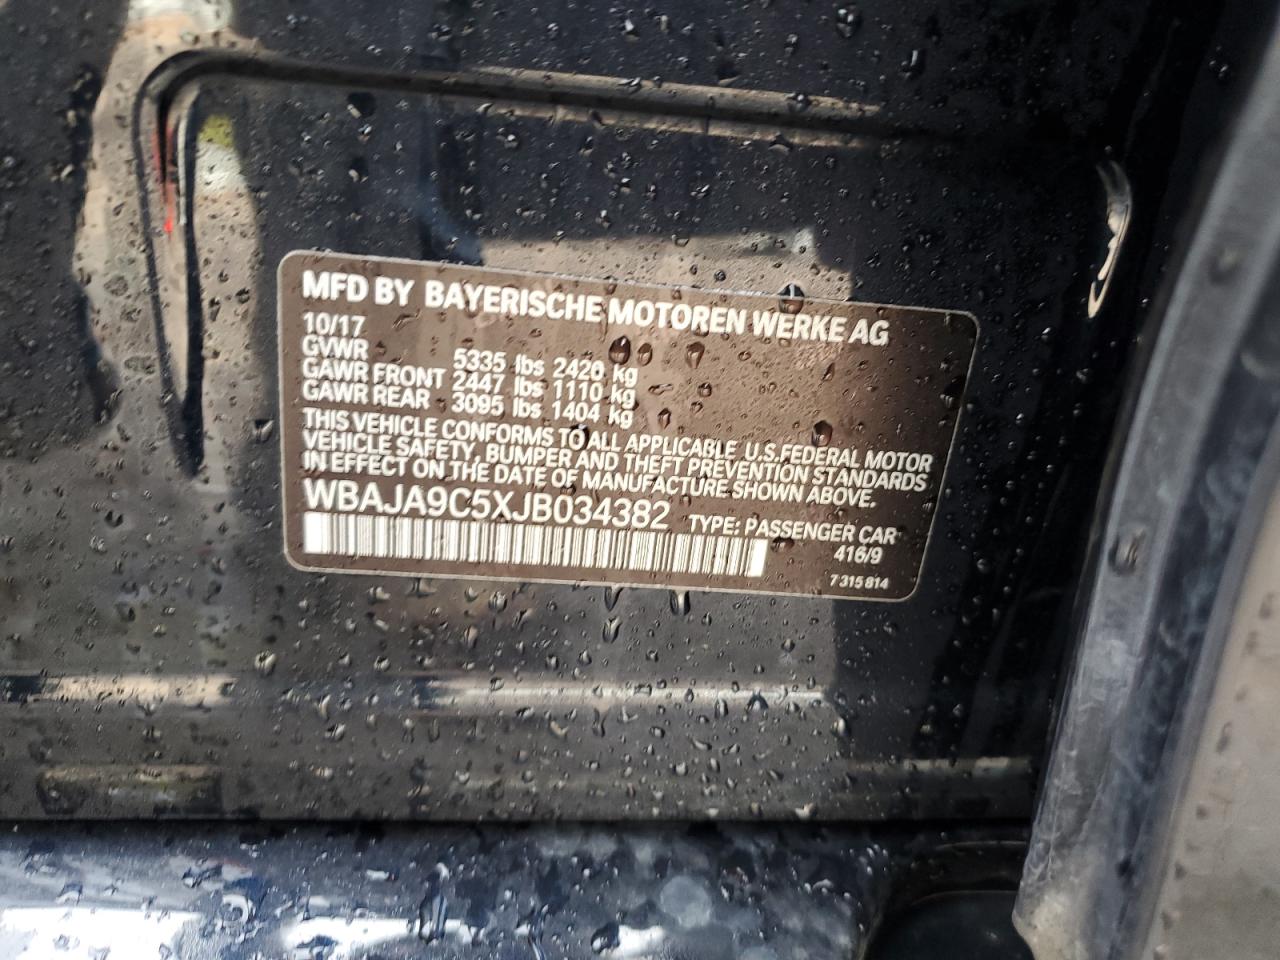 MFD BY BAYERISCHE MOTOREN WERKE AG
10/17
GVWR 5335 lbs 2420 kg
GAWR FRONT 2447 lbs 1110 kg
GAWR REAR 3095 lbs 1404 kg
THIS VEHICLE CONFORMS TO ALL APPLICABLE U.S.FEDERAL MOTOR
VEHICLE SAFETY, BUMPER AND THEFT PREVENTION STANDARDS
IN EFFECT ON THE DATE OF MANUFACTURE SHOWN ABOVE.
WBAJA9C5XJB034382 TYPE: PASSENGER CAR
416/9
7 315 814